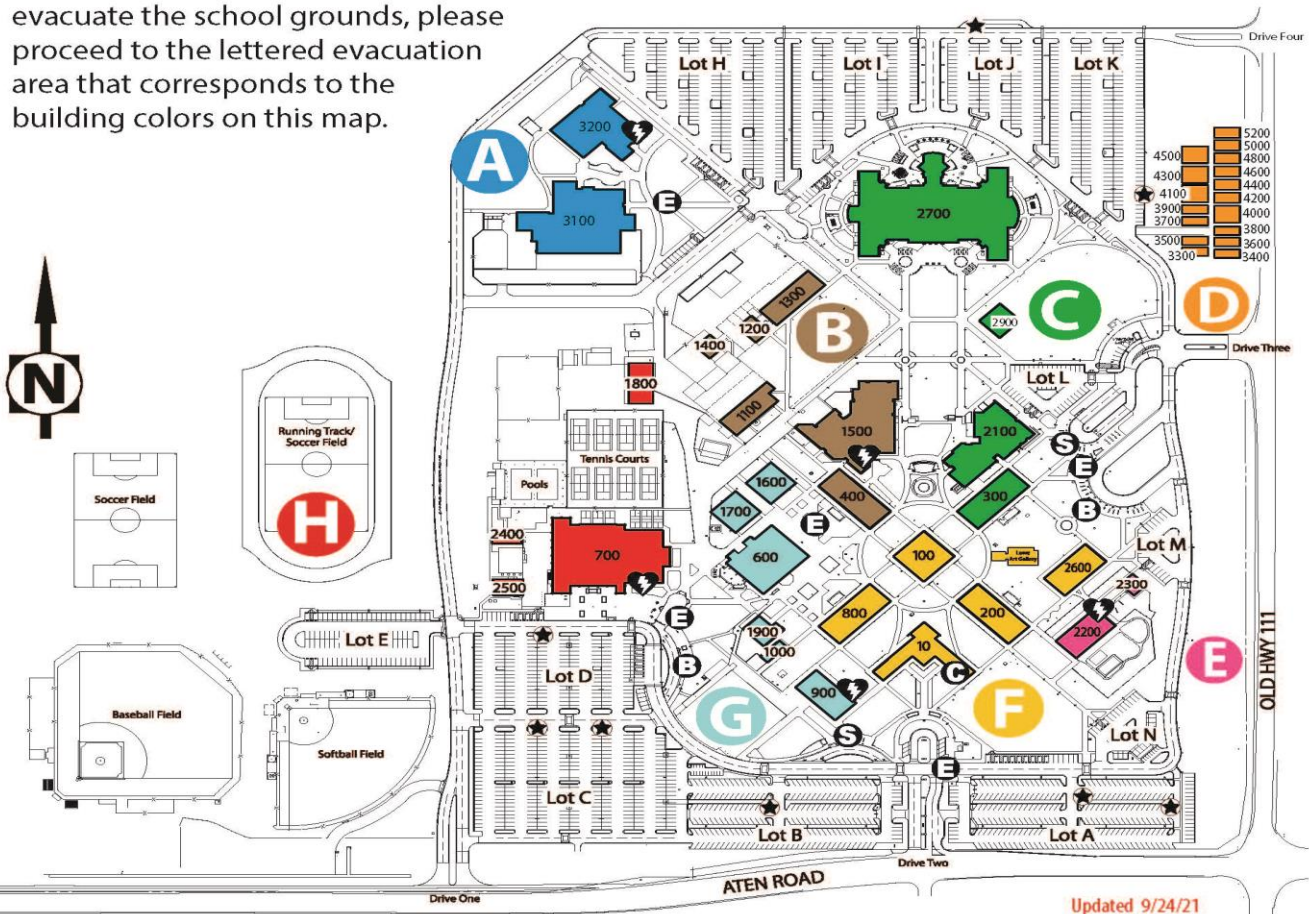 evacuate the school grounds, please
proceed to the lettered evacuation
area that corresponds to the
building colors on this map.
Drive Four
Lot H
Lot I
Lot J
Lot K
3200
A
3100
E
2700
5200
5000
4800
4600
4400
4200
4000
3800
3600
3400
4500
4300
4100
3900
3700
3500
3300
D
C
2900
Drive Three
B
1300
1200
1400
1100
1500
1800
N
Running Track/
Soccer Field
H
Soccer Field
Tennis Courts
Pools
Lot L
2100
S
E
B
300
400
E
1600
1700
600
100
2600
2300
2200
Lot M
200
800
10
C
1900
1000
900
700
2400
2500
E
B
Lot E
Lot D
Lot C
G
F
E
S
E
Lot N
OLD HWY 111
Baseball Field
Softball Field
Lot B
Lot A
Drive Two
ATEN ROAD
Drive One
Updated 9/24/21